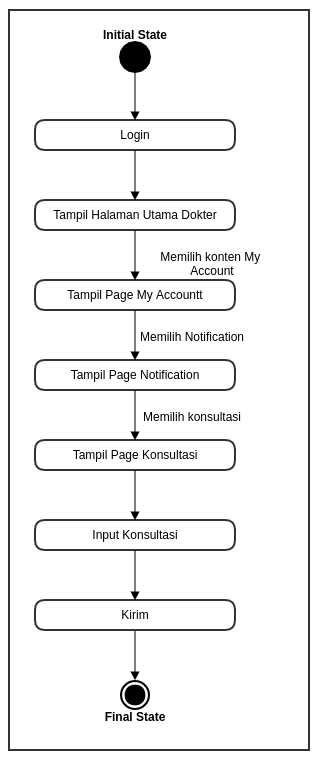 Initial State
Login
Tampil Halaman Utama Dokter
Memilih konten My
Account
Tampil Page My Accountt
Memilih Notification
Tampil Page Notification
Memilih konsultasi
Tampil Page Konsultasi
Input Konsultasi
Kirim
Final State